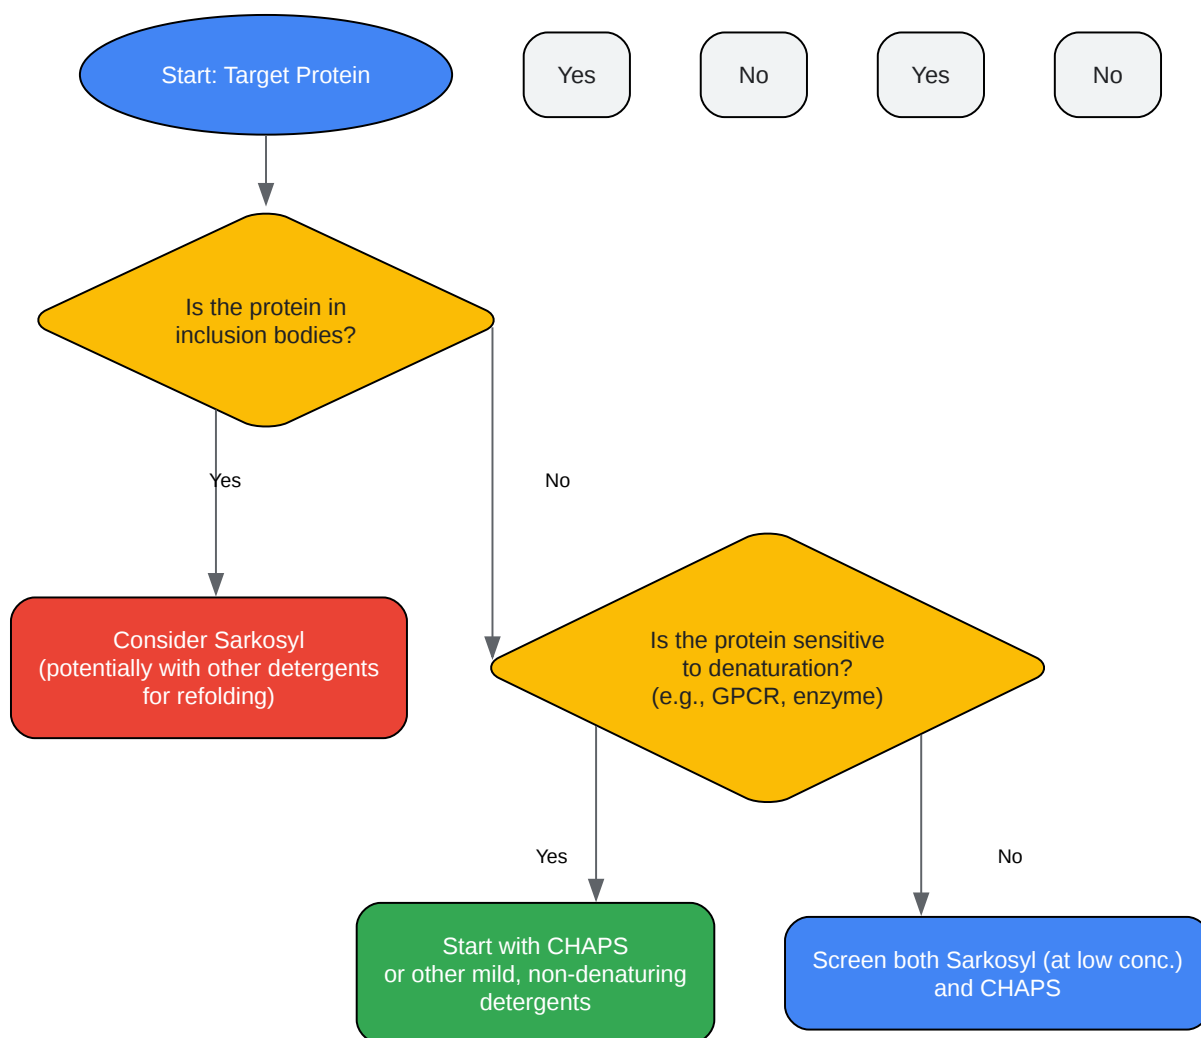 Start: Target Protein
Yes
No
Yes
No
Is the protein in
inclusion bodies?
Yes
No
Consider Sarkosyl
(potentially with other detergents
for refolding)
Is the protein sensitive
to denaturation?
(e.g., GPCR, enzyme)
Yes
No
Start with CHAPS
or other mild, non-denaturing
detergents
Screen both Sarkosyl (at low conc.)
and CHAPS